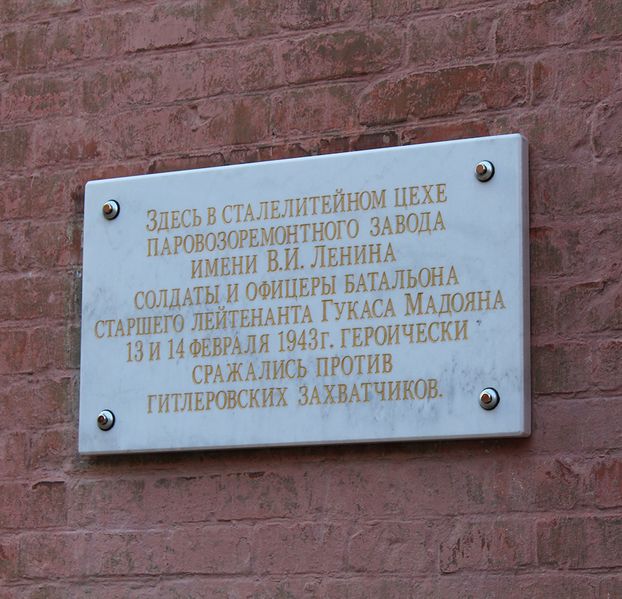 Здесь в сталелитейном цехе
паровозоремонтного завода
имени В.И. Ленина
солдаты и офицеры батальона
старшего лейтенанта Гукаса Мадояна
13 и 14 февраля 1943г. героически
сражались против
гитлеровских захватчиков.